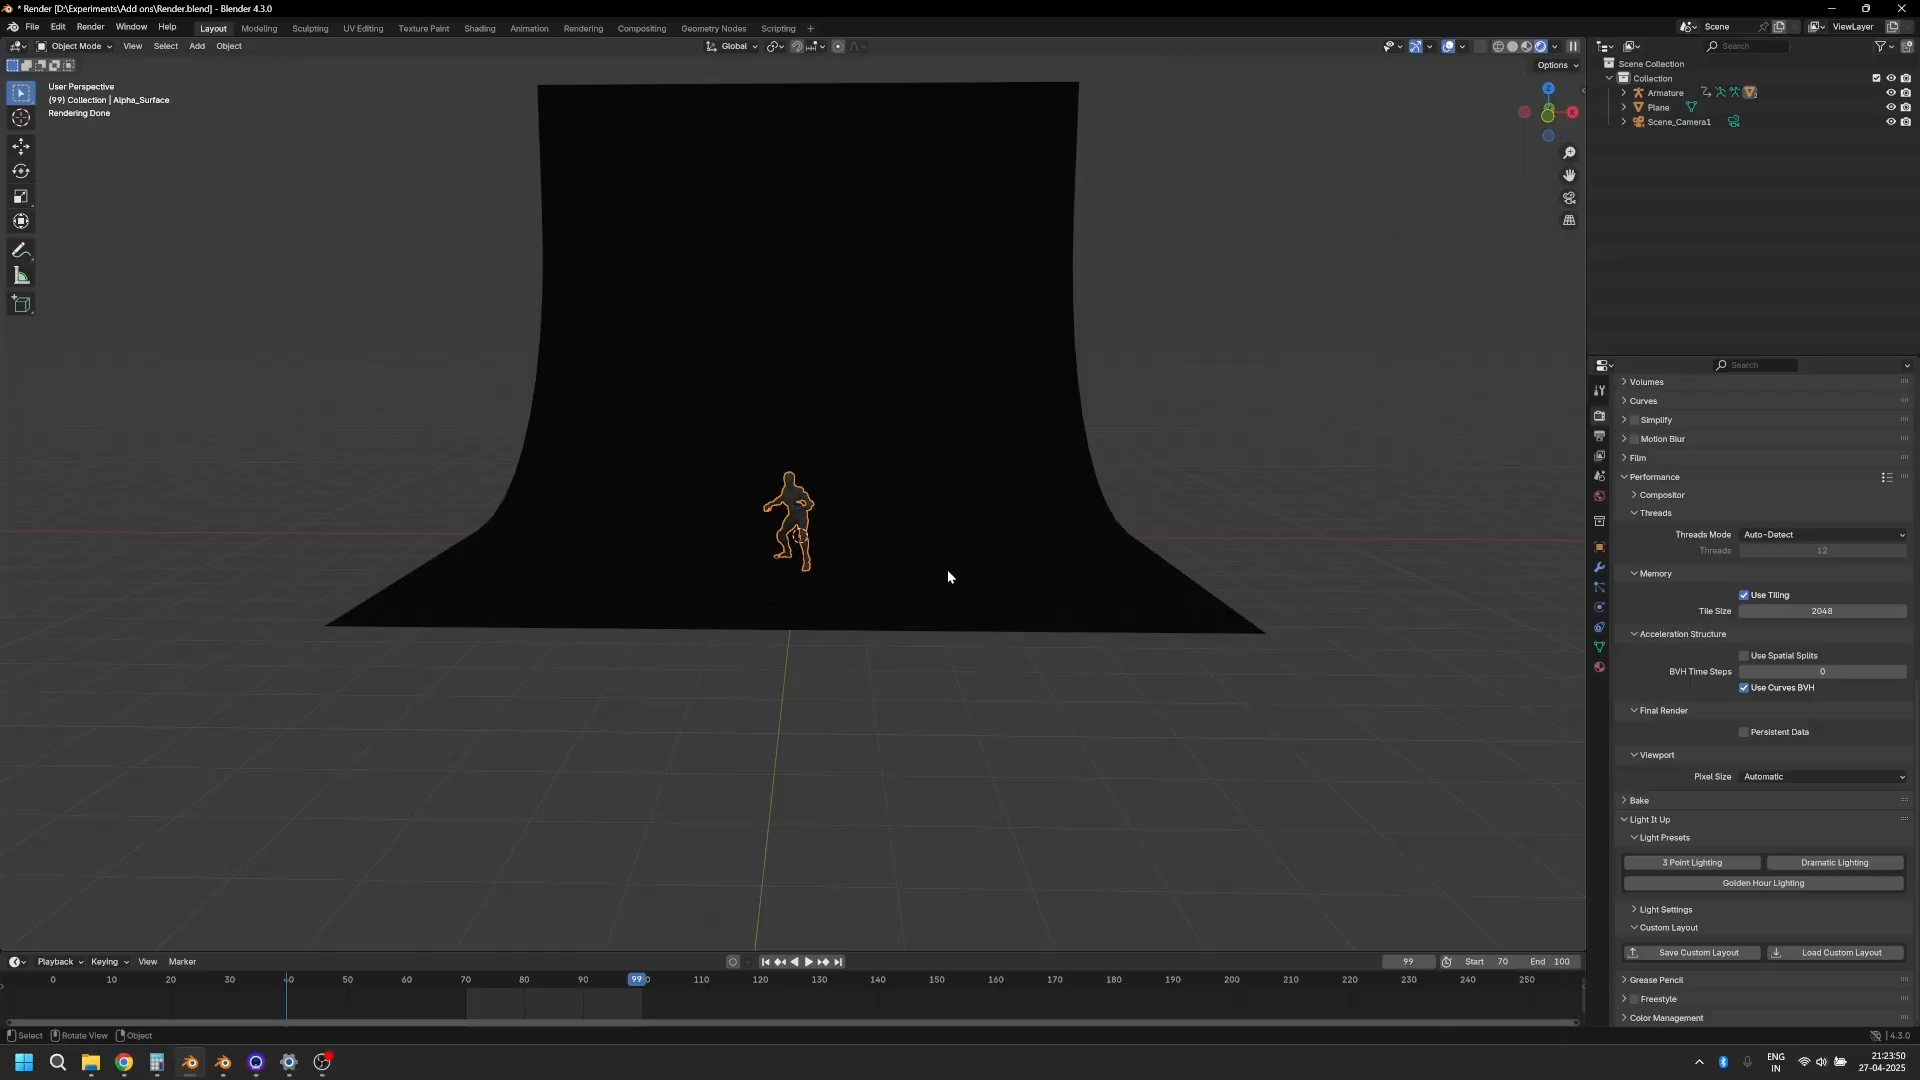 * Render [D:\Experiments\Add ons\Render.blend] - Blender 4.3.0
File Edit Render Window Help Layout Modeling Sculpting UV Editing Texture Paint Shading Animation Rendering Compositing Geometry Nodes Scripting + Scene ViewLayer
Object Mode View Select Add Object Global Search
Options
User Perspective
(99) Collection | Alpha_Surface
Rendering Done
Z
X
Scene Collection
Collection
Armature
Plane
Scene_Camera1
Search
Volumes
Curves
Simplify
Motion Blur
Film
Performance
Compositor
Threads
Threads Mode Auto-Detect
Threads 12
Memory
Use Tiling
Tile Size 2048
Acceleration Structure
Use Spatial Splits
BVH Time Steps 0
Use Curves BVH
Final Render
Persistent Data
Viewport
Pixel Size Automatic
Bake
Light It Up
Light Presets
3 Point Lighting Dramatic Lighting
Golden Hour Lighting
Light Settings
Custom Layout
Save Custom Layout Load Custom Layout
Grease Pencil
Freestyle
Color Management
Playback Keying View Marker 99 Start 70 End 100
0 10 20 30 40 50 60 70 80 90 99 110 120 130 140 150 160 170 180 190 200 210 220 230 240 250
Select Rotate View Object 4.3.0
ENG
IN
21:23:50
27-04-2025